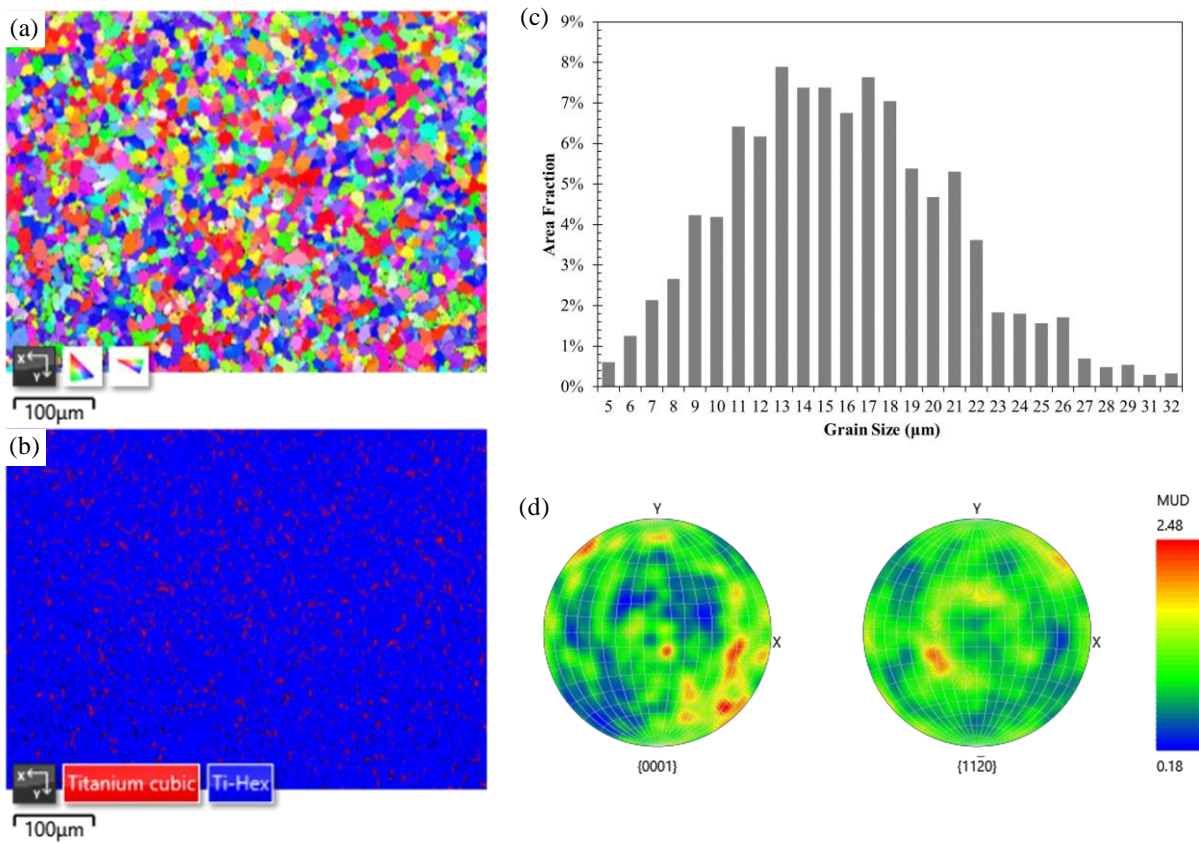 (a)
X
Y
100µm
(b)
X
Y
Titanium cubic
Ti-Hex
100µm
(c)
Area Fraction
9%
8%
7%
6%
5%
4%
3%
2%
1%
0%
5 6 7 8 9 10 11 12 13 14 15 16 17 18 19 20 21 22 23 24 25 26 27 28 29 31 32
Grain Size (µm)
(d)
Y
X
{0001}
Y
X
{112̄0}
MUD
2.48
0.18